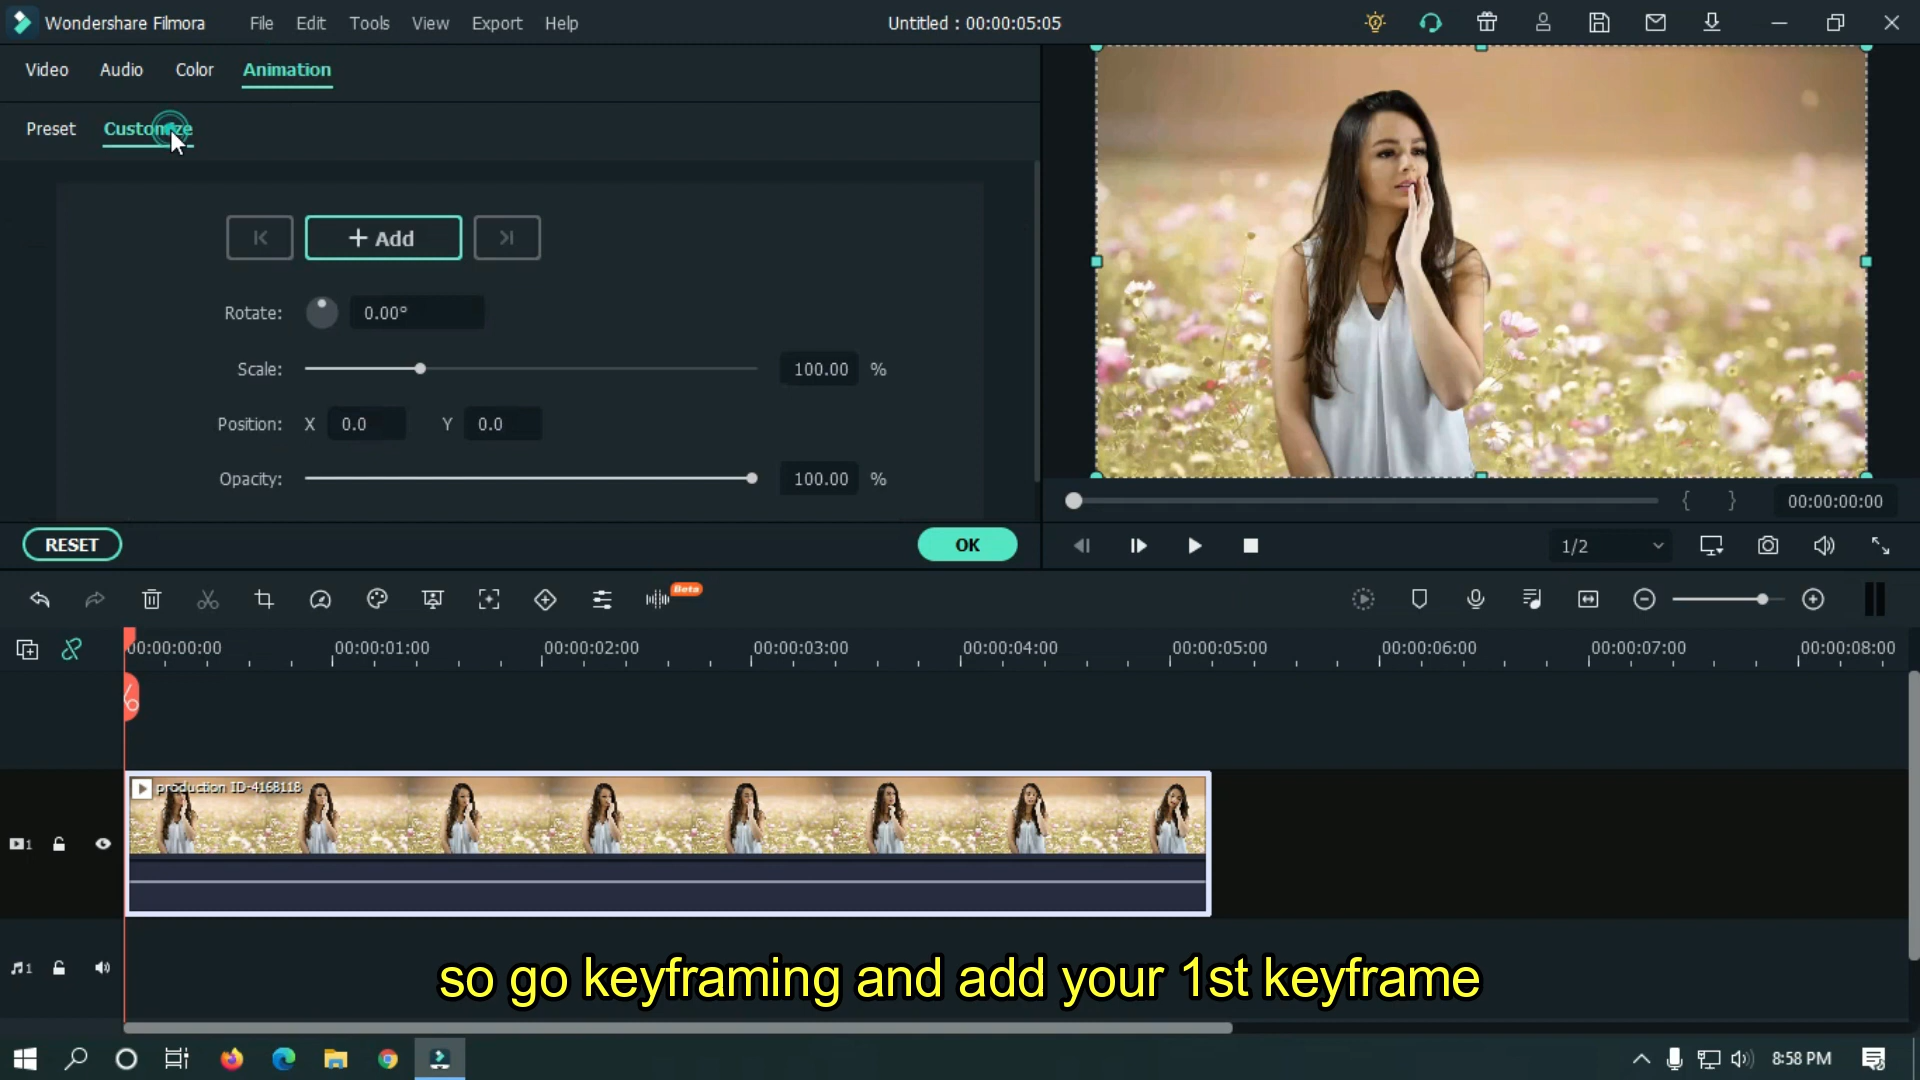 Wondershare Filmora File Edit Tools View Export Help Untitled : 00:00:05:05
Video Audio Color Animation
Preset Customize
+ Add
Rotate: 0.00°
Scale: 100.00 %
Position: X 0.0 Y 0.0
Opacity: 100.00 %
{ } 00:00:00:00
RESET OK 1/2
Beta
00:00:00:00 00:00:01:00 00:00:02:00 00:00:03:00 00:00:04:00 00:00:05:00 00:00:06:00 00:00:07:00 00:00:08:00
production ID-4168118
1
1
so go keyframing and add your 1st keyframe
8:58 PM